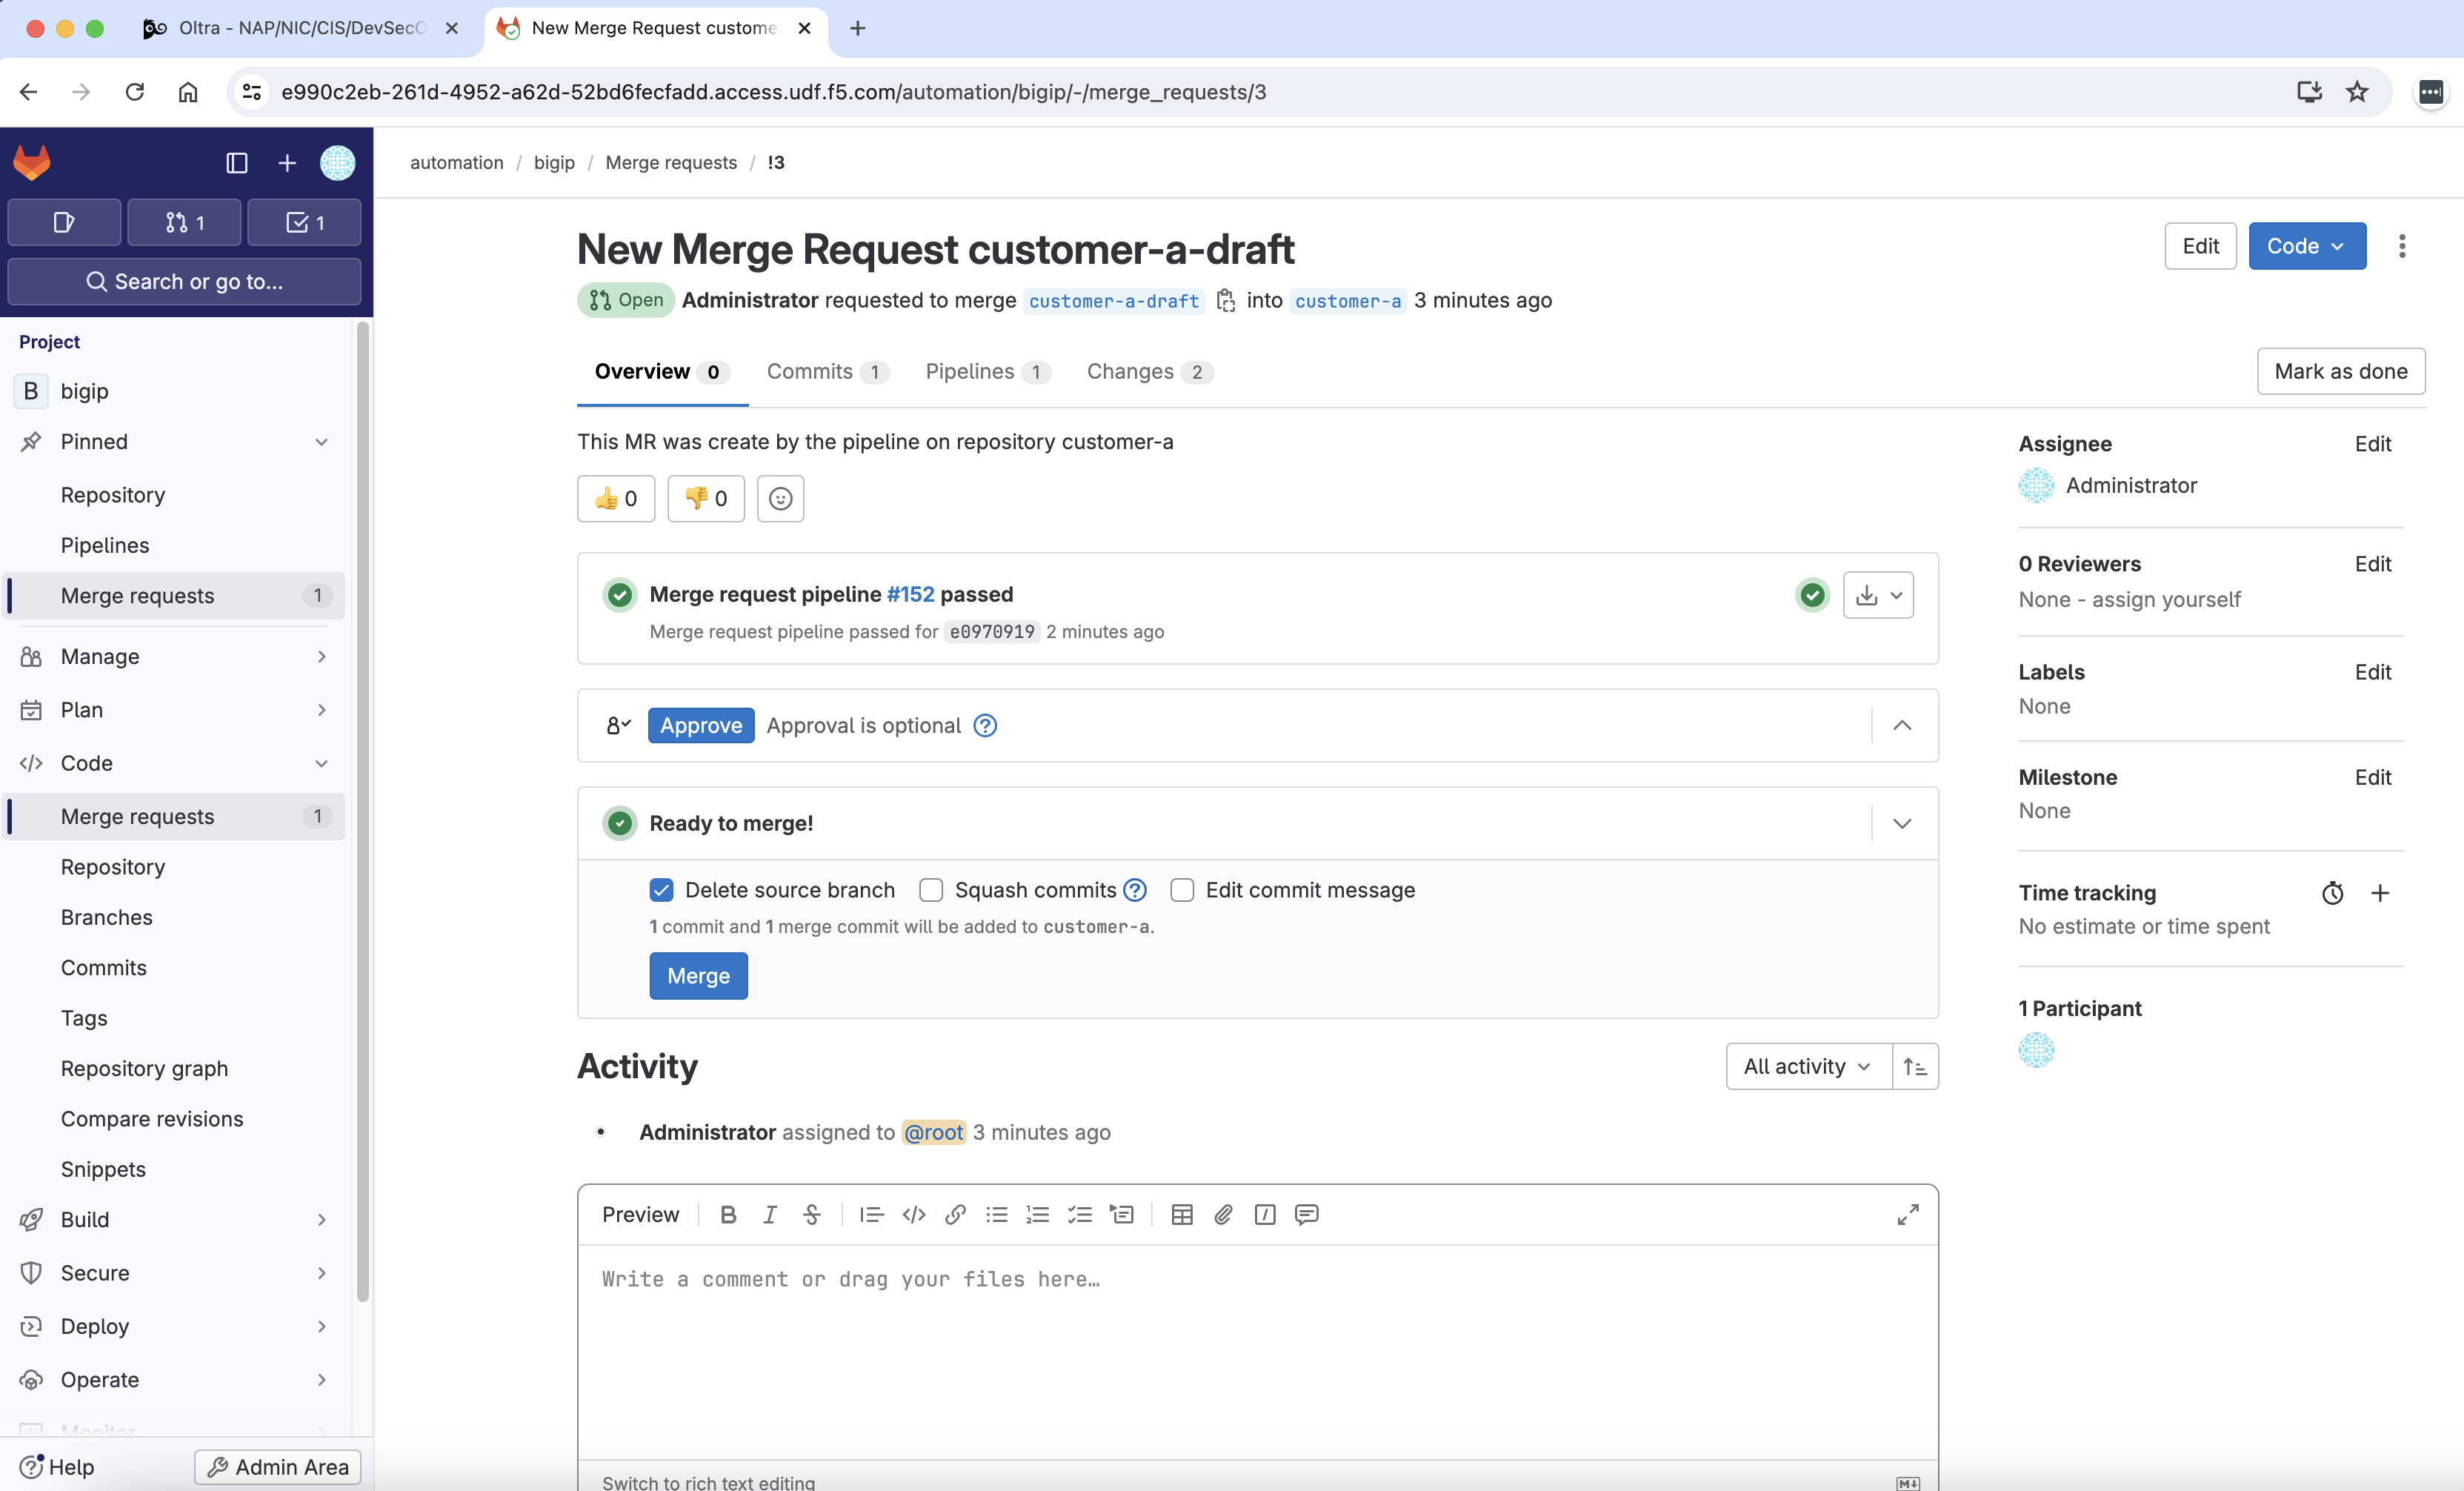 Oltra - NAP/NIC/CIS/DevSecO
New Merge Request custome
e990c2eb-261d-4952-a62d-52bd6fecfadd.access.udf.f5.com/automation/bigip/-/merge_requests/3
1
1
Search or go to...
Project
B bigip
Pinned
Repository
Pipelines
Merge requests 1
Manage
Plan
Code
Merge requests 1
Repository
Branches
Commits
Tags
Repository graph
Compare revisions
Snippets
Build
Secure
Deploy
Operate
Monitor
Help
Admin Area
automation / bigip / Merge requests / !3
New Merge Request customer-a-draft
Edit
Code
Open Administrator requested to merge customer-a-draft into customer-a 3 minutes ago
Overview 0
Commits 1
Pipelines 1
Changes 2
Mark as done
This MR was create by the pipeline on repository customer-a
👍 0
👎 0
Merge request pipeline #152 passed
Merge request pipeline passed for e0970919 2 minutes ago
Approve Approval is optional
Ready to merge!
Delete source branch
Squash commits
Edit commit message
1 commit and 1 merge commit will be added to customer-a.
Merge
Activity
All activity
Administrator assigned to @root 3 minutes ago
Preview
Write a comment or drag your files here…
Switch to rich text editing
Assignee Edit
Administrator
0 Reviewers Edit
None - assign yourself
Labels Edit
None
Milestone Edit
None
Time tracking
No estimate or time spent
1 Participant